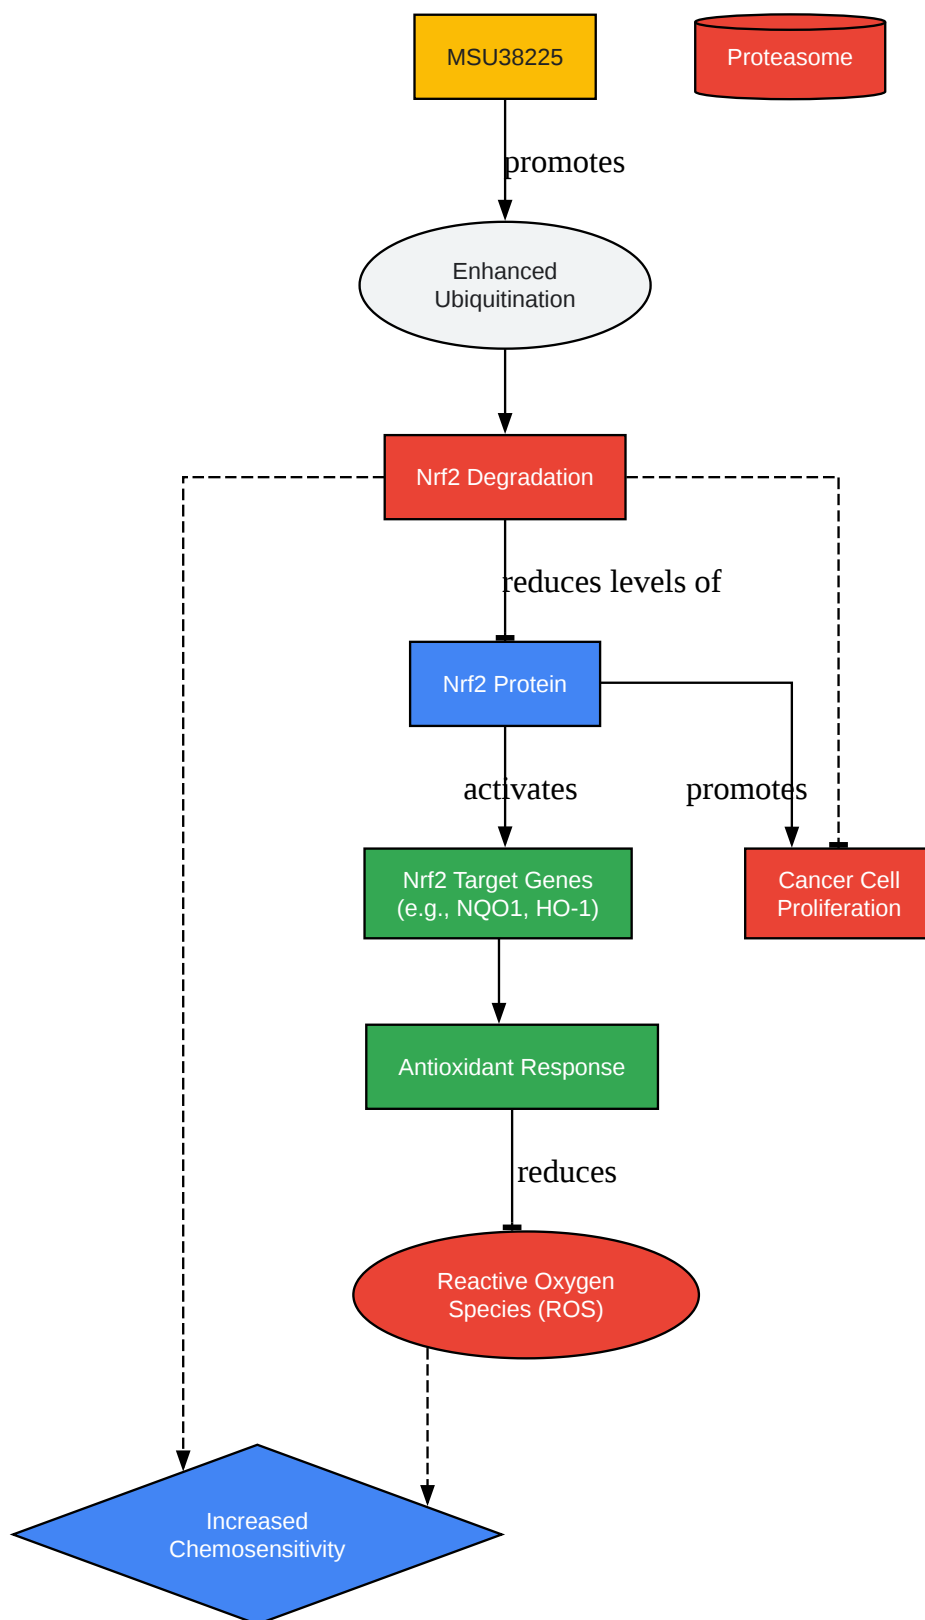 MSU38225
Proteasome
promotes
Enhanced
Ubiquitination
Nrf2 Degradation
reduces levels of
Nrf2 Protein
activates
promotes
Nrf2 Target Genes
(e.g., NQO1, HO-1)
Cancer Cell
Proliferation
Antioxidant Response
reduces
Reactive Oxygen
Species (ROS)
Increased
Chemosensitivity